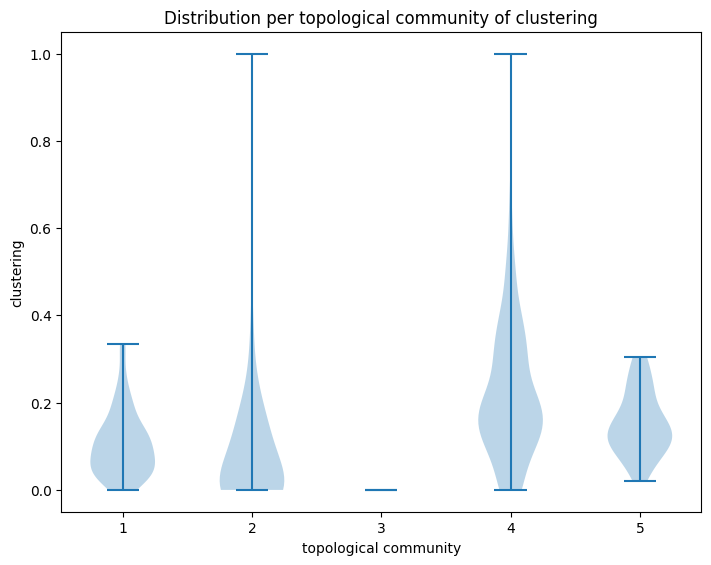 Distribution per topological community of clustering
1.0
0.8
0.6
0.4
0.2
0.0
clustering
1 2 3 4 5
topological community